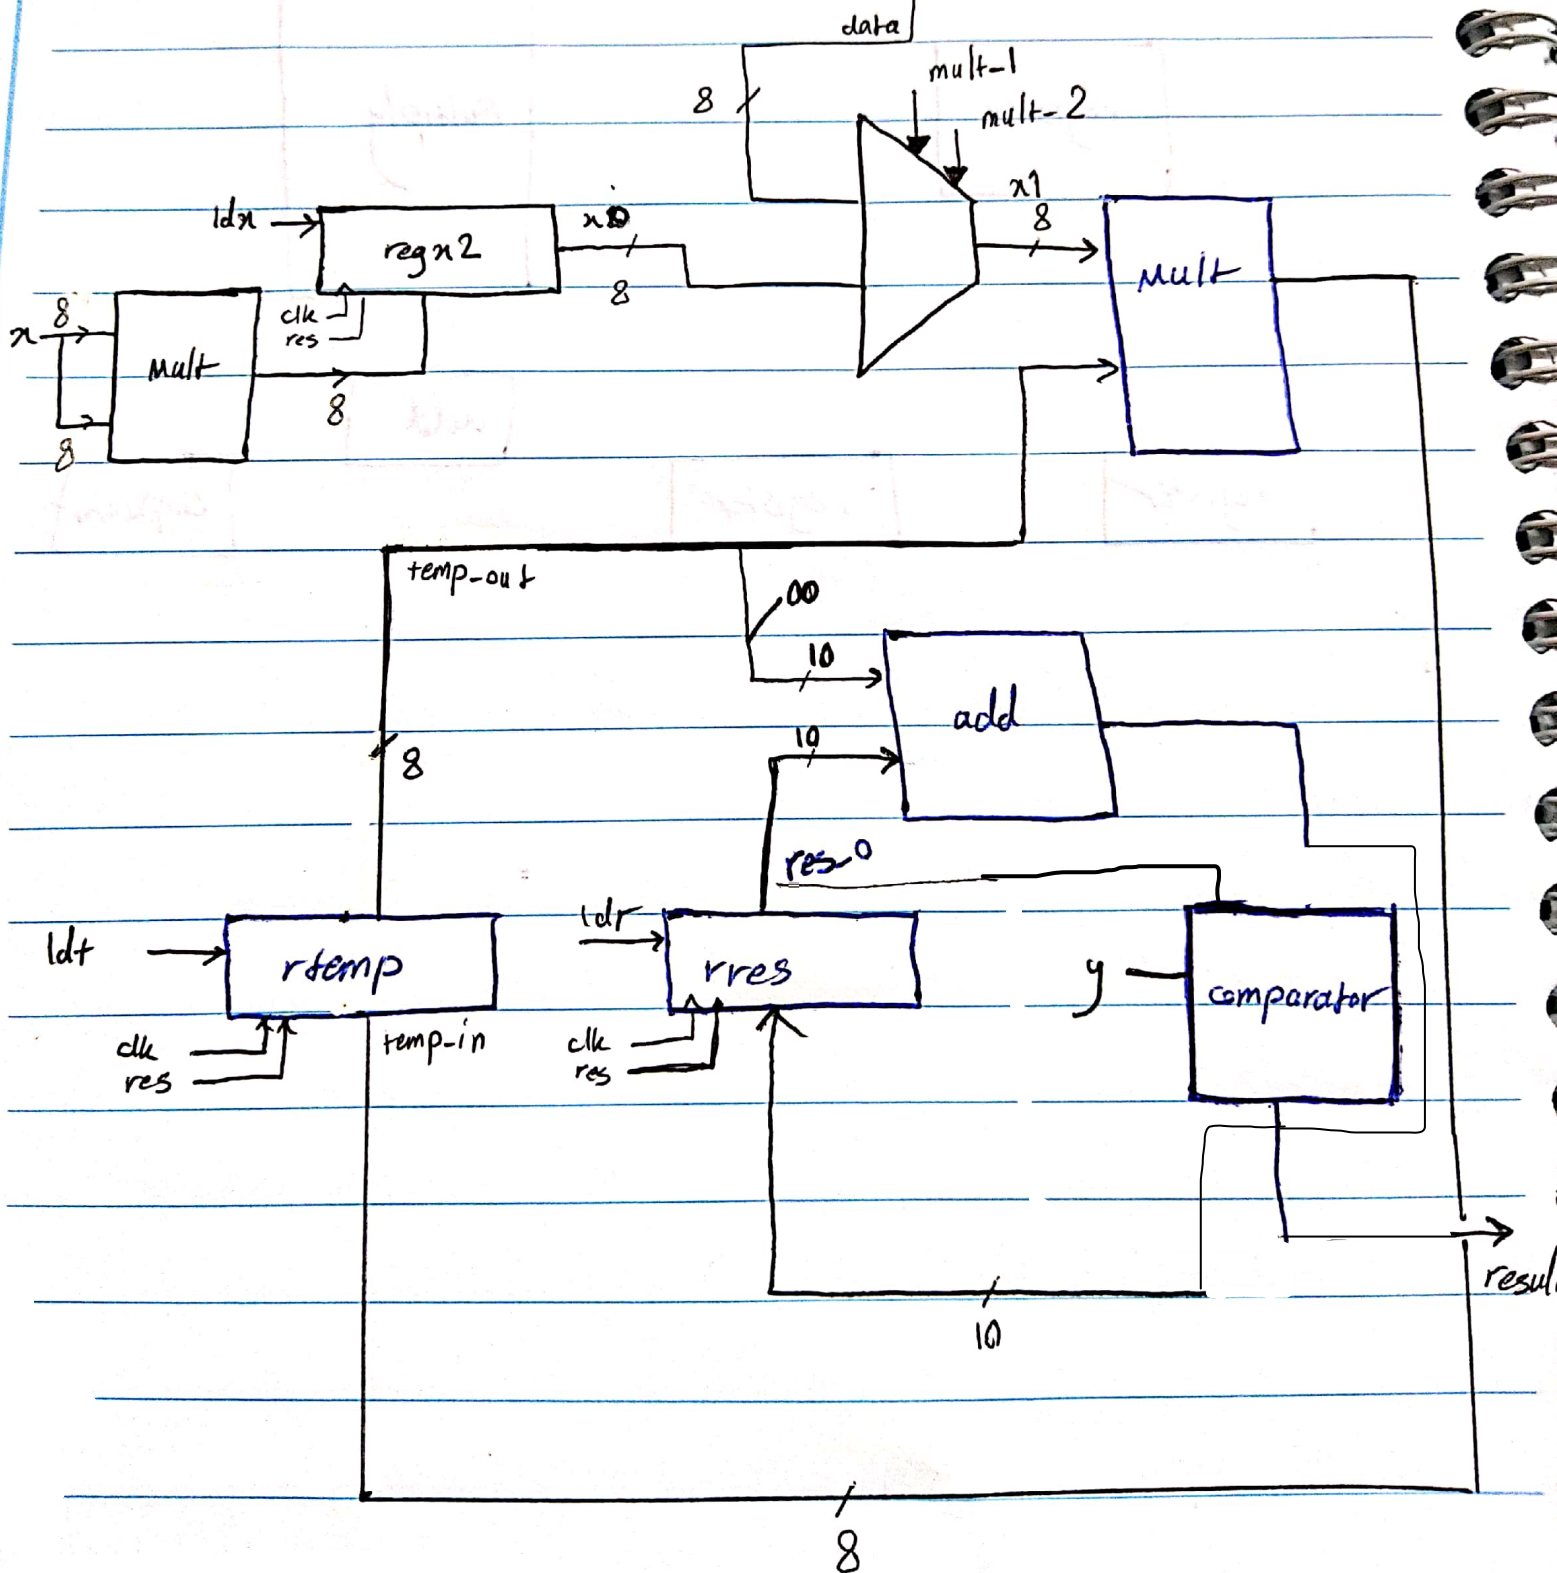 data
8
mult-1
mult-2
x1
8
ldx
regx2
8
clk
res
x
8
Mult
8
8
Mult
temp-out
00
10
8
add
10
res-0
ldt
rtemp
ldr
rres
y
comparator
clk
res
temp-in
clk
res
10
8